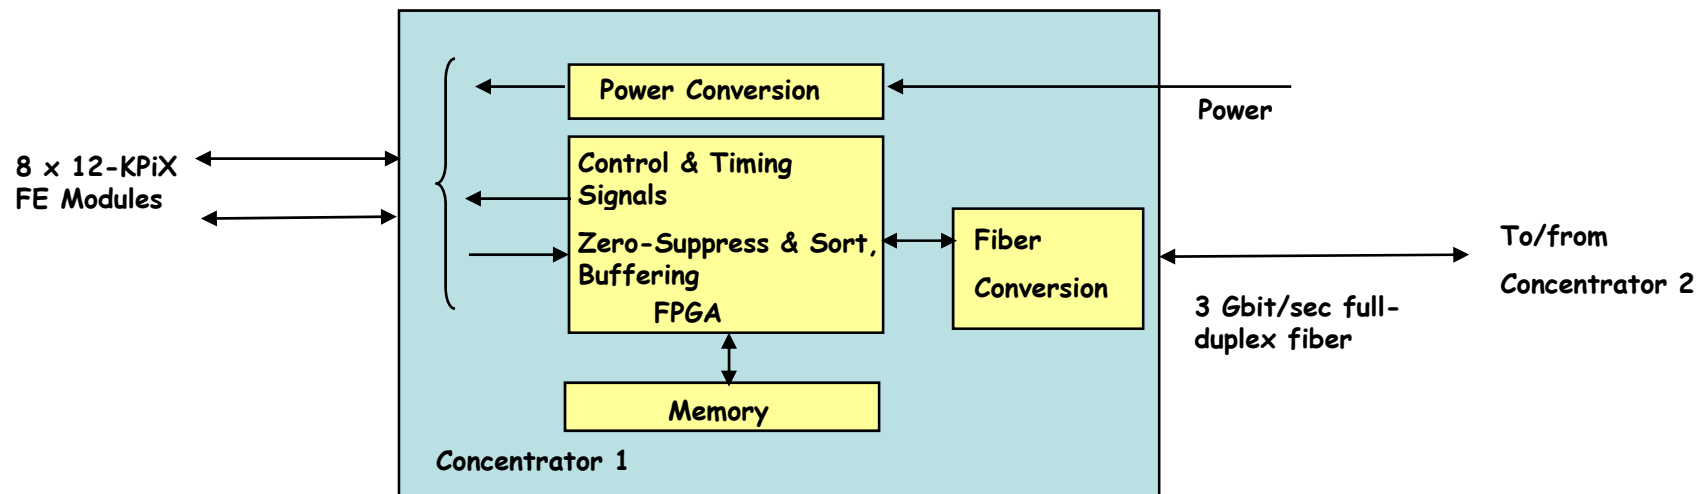 Power Conversion
Power
8 x 12-KPiX
FE Modules
Control & Timing
Signals
Zero-Suppress & Sort,
Buffering
FPGA
Fiber
Conversion
To/from
Concentrator 2
3 Gbit/sec full-
duplex fiber
Memory
Concentrator 1